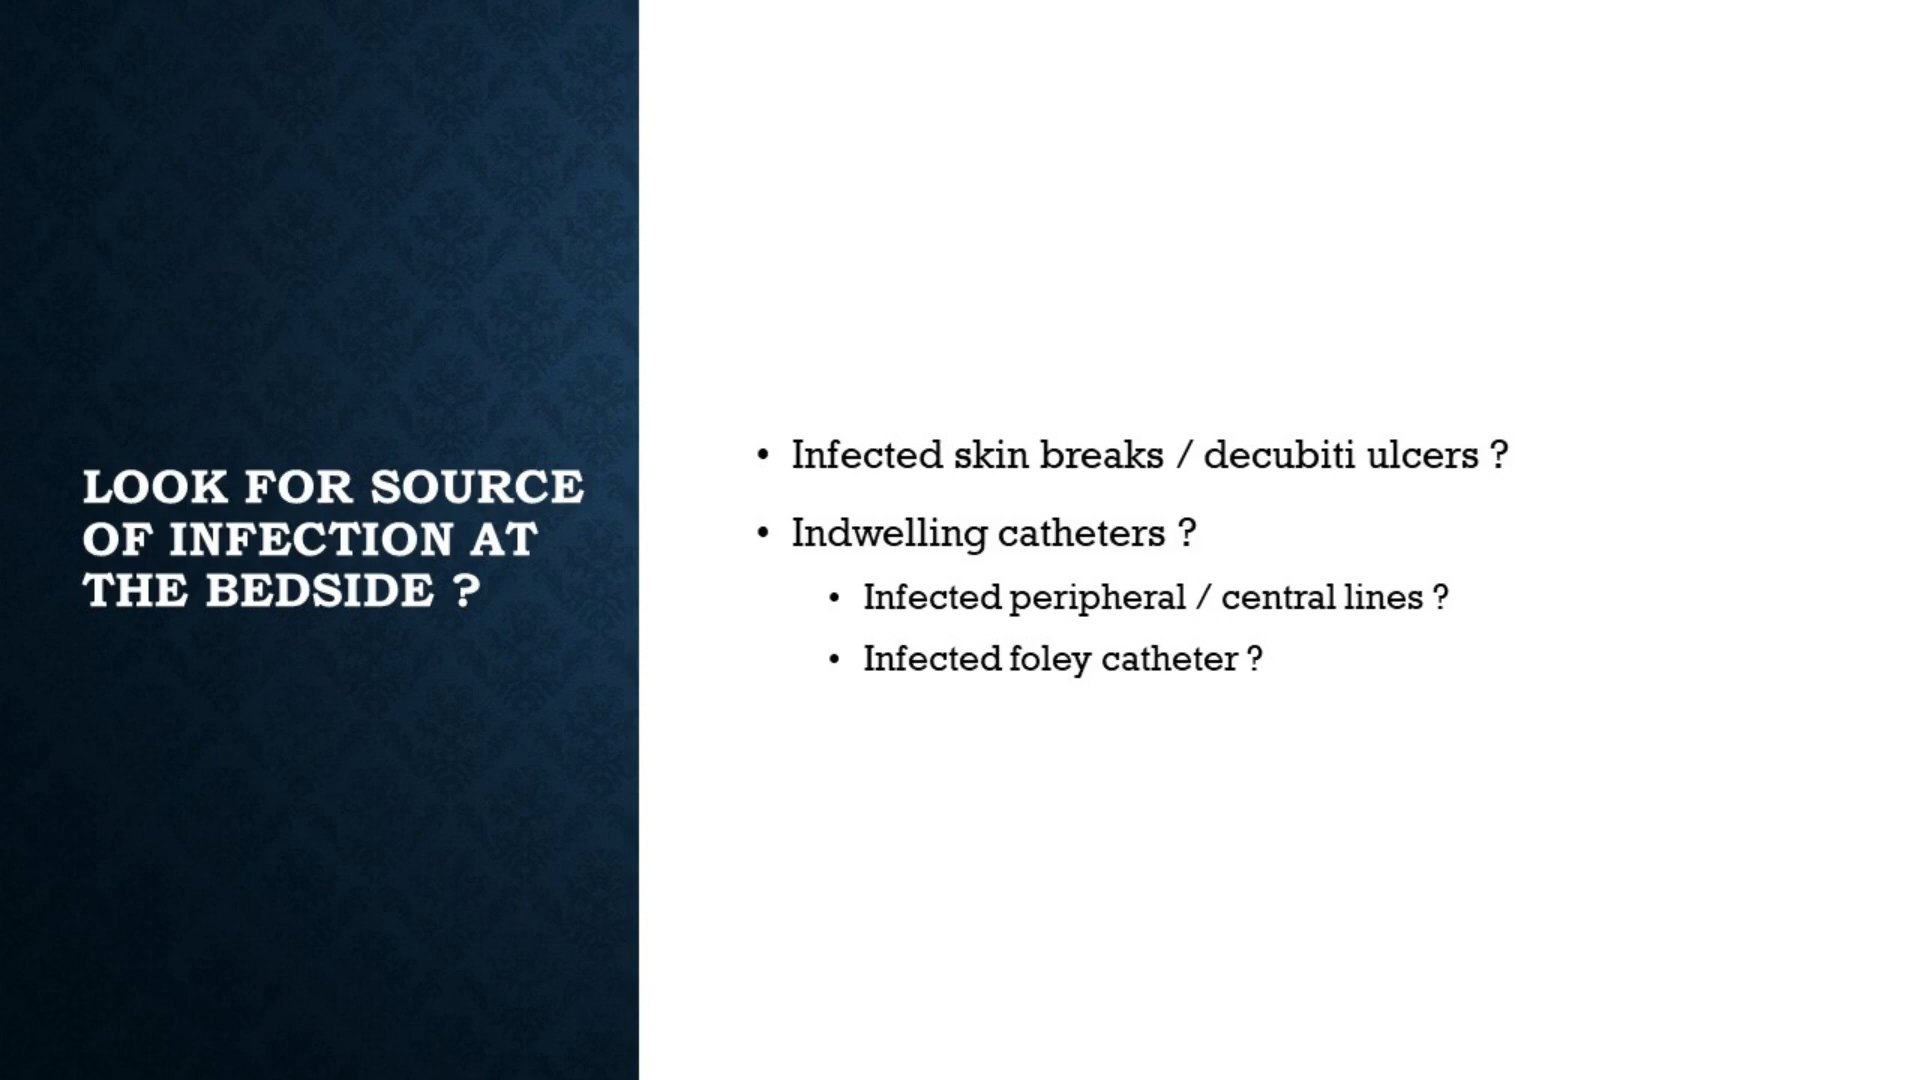 LOOK FOR SOURCE
OF INFECTION AT
THE BEDSIDE ?
• Infected skin breaks / decubiti ulcers ?
• Indwelling catheters ?
• Infected peripheral / central lines ?
• Infected foley catheter ?